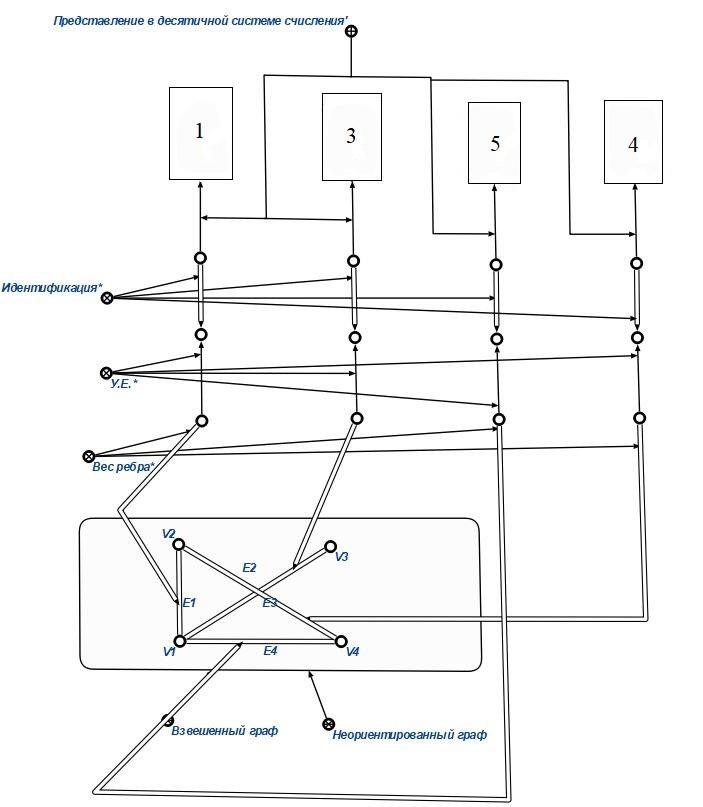 Представление в десятичной системе счисления'
1
3
5
4
Идентификация*
У.Е.*
Вес ребра*
V2
E2
V3
E1
E3
V1
E4
V4
Взвешенный граф
Неориентированный граф